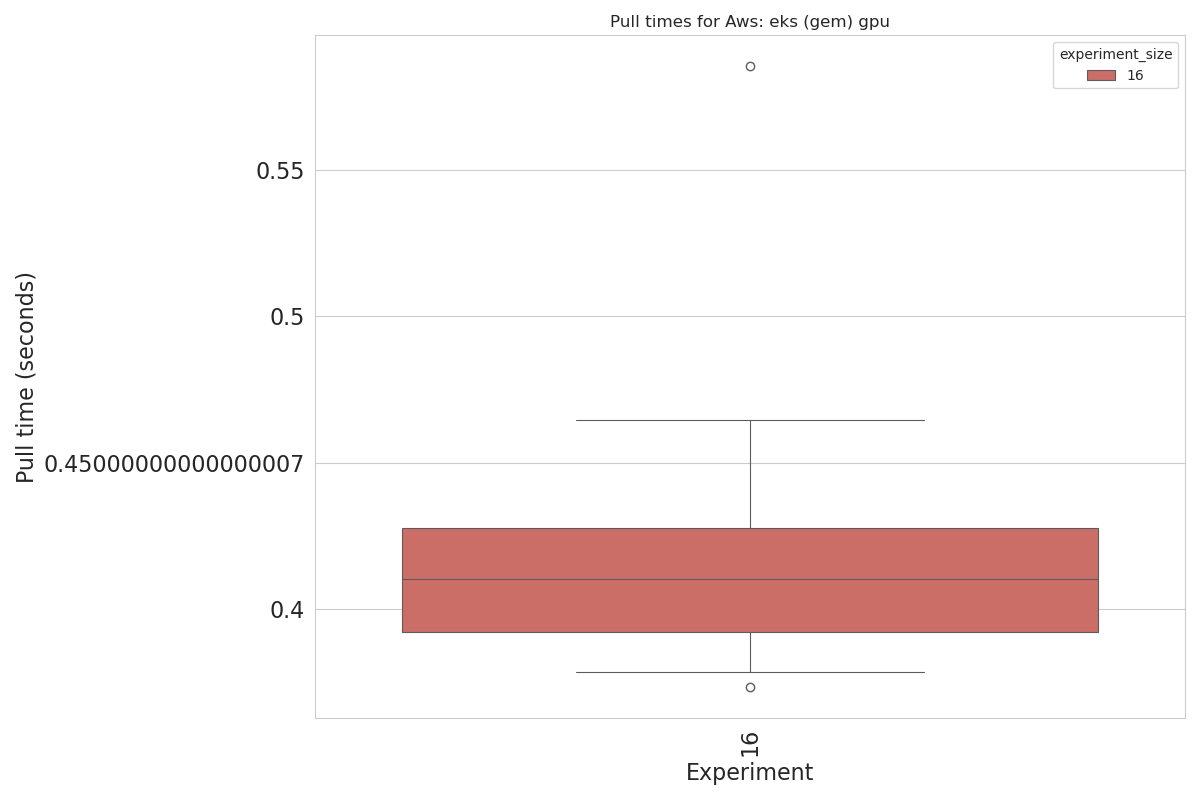 Pull times for Aws: eks (gem) gpu
experiment_size
16
0.55
0.5
0.45000000000000007
0.4
Pull time (seconds)
16
Experiment